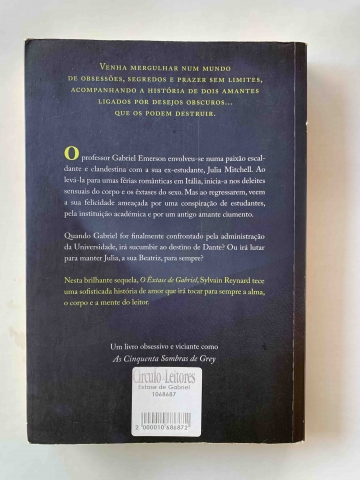 VENHA MERGULHAR NUM MUNDO
DE OBSESSÕES, SEGREDOS E PRAZER SEM LIMITES,
ACOMPANHANDO A HISTÓRIA DE DOIS AMANTES
LIGADOS POR DESEJOS OBSCUROS...
QUE OS PODEM DESTRUIR.
O professor Gabriel Emerson envolveu-se numa paixão escal-
dante e clandestina com a sua ex-estudante, Julia Mitchell. Ao
levá-la para umas férias românticas em Itália, inicia-a nos deleites
sensuais do corpo e os êxtases do sexo. Mas ao regressarem, veem
a sua felicidade ameaçada por uma conspiração de estudantes,
pela instituição académica e por um antigo amante ciumento.
Quando Gabriel for finalmente confrontado pela administração
da Universidade, irá sucumbir ao destino de Dante? Ou irá lutar
para manter Julia, a sua Beatriz, para sempre?
Nesta brilhante sequela, O Êxtase de Gabriel, Sylvain Reynard tece
uma sofisticada história de amor que irá tocar para sempre a alma,
o corpo e a mente do leitor.
Um livro obsessivo e viciante como
As Cinquenta Sombras de Grey
Círculo de Leitores
Extase de Gabriel
1068687
2 000010 686872